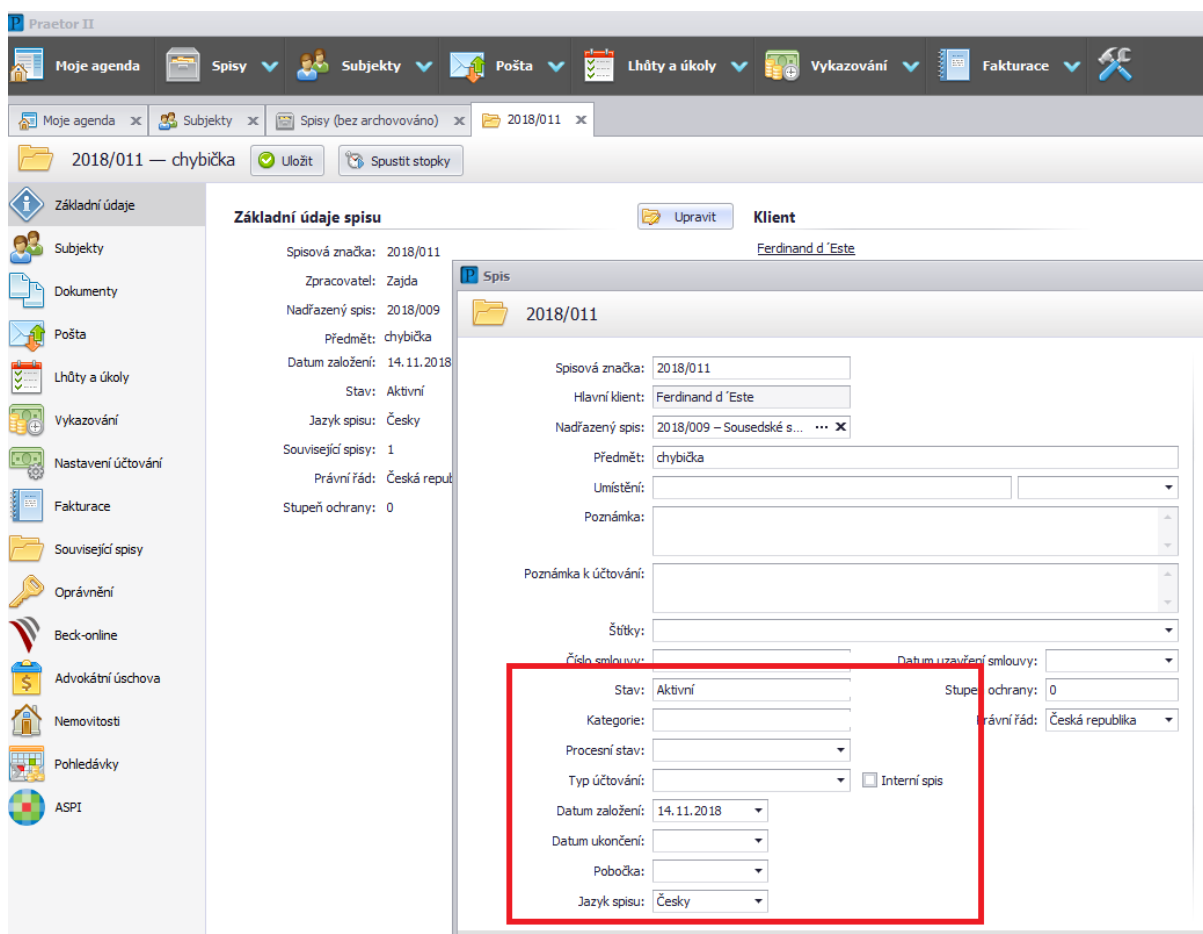 Praetor II
Moje agenda Spisy Subjekty Pošta Lhůty a úkoly Vykazování Fakturace
Moje agenda x Subjekty x Spisy (bez archovováno) x 2018/011 x
2018/011 — chybička Uložit Spustit stopky
Základní údaje
Subjekty
Dokumenty
Pošta
Lhůty a úkoly
Vykazování
Nastavení účtování
Fakturace
Související spisy
Oprávnění
Beck-online
Advokátní úschova
Nemovitosti
Pohledávky
ASPI
Základní údaje spisu Upravit
Spisová značka: 2018/011
Zpracovatel: Zajda
Nadřazený spis: 2018/009
Předmět: chybička
Datum založení: 14.11.2018
Stav: Aktivní
Jazyk spisu: Česky
Související spisy: 1
Právní řád: Česká repub
Stupeň ochrany: 0
Klient
Ferdinand d´Este
Spis
2018/011
Spisová značka: 2018/011
Hlavní klient: Ferdinand d´Este
Nadřazený spis: 2018/009 – Sousedské s... ··· X
Předmět: chybička
Umístění:
Poznámka:
Poznámka k účtování:
Štítky:
Číslo smlouvy: Datum uzavření smlouvy:
Stav: Aktivní Stupeň ochrany: 0
Kategorie: Právní řád: Česká republika
Procesní stav:
Typ účtování: Interní spis
Datum založení: 14.11.2018
Datum ukončení:
Pobočka:
Jazyk spisu: Česky